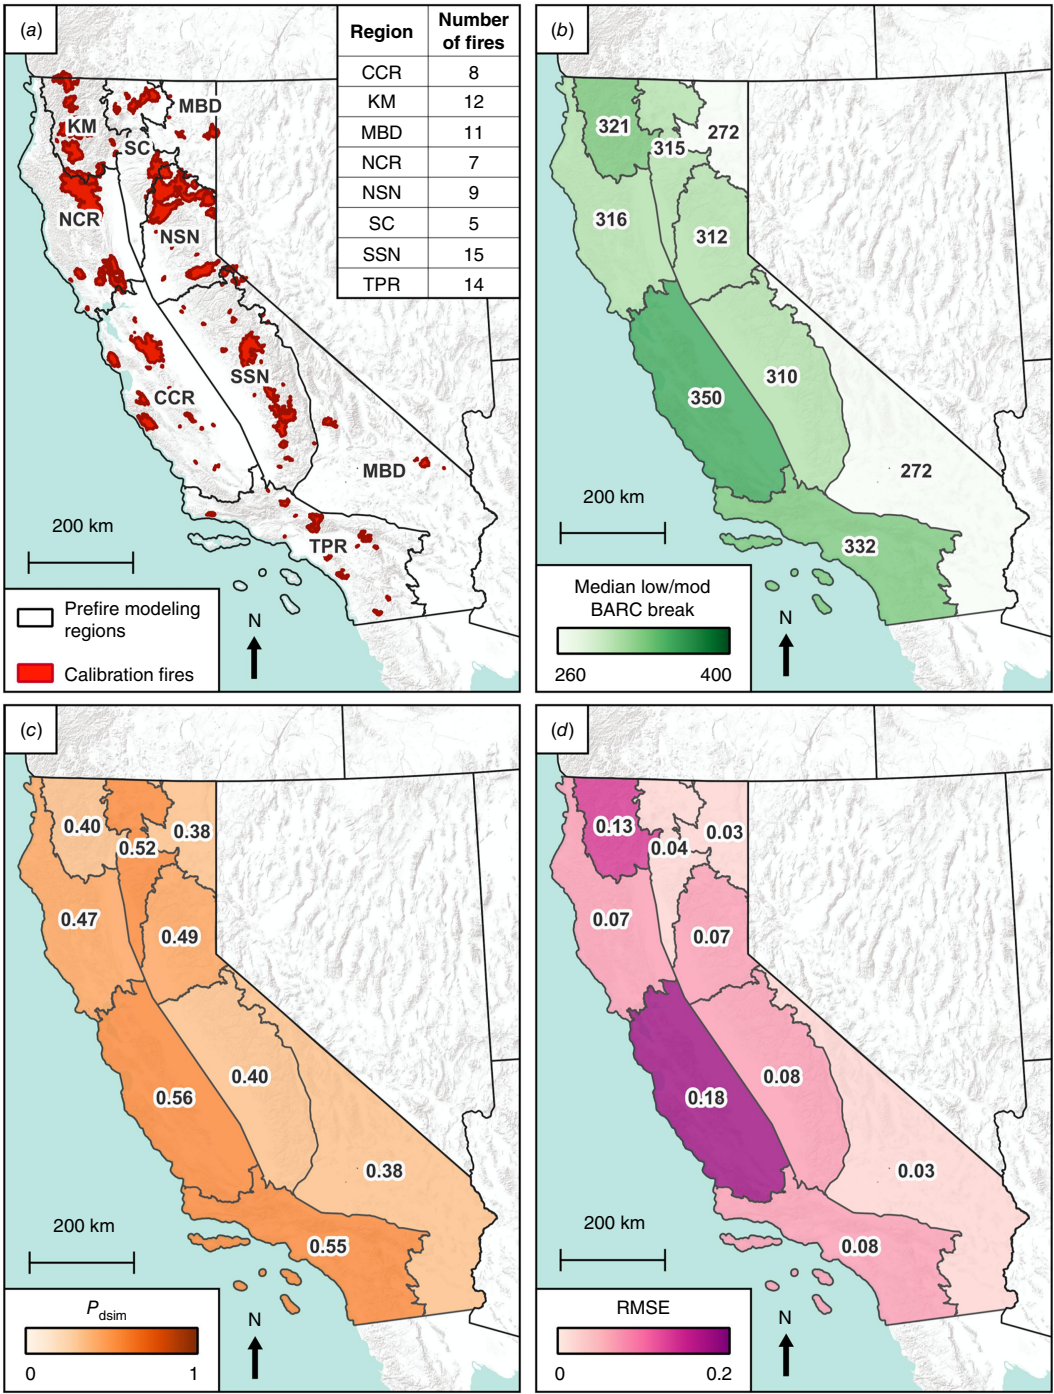 (a)
Region Number of fires
CCR 8
KM 12
MBD 11
NCR 7
NSN 9
SC 5
SSN 15
TPR 14
MBD
KM
SC
NCR
NSN
SSN
CCR
MBD
TPR
200 km
N
Prefire modeling
regions
Calibration fires
(b)
321
315
272
316
312
310
350
272
332
200 km
Median low/mod
BARC break
260 400
N
(c)
0.40
0.38
0.52
0.47
0.49
0.40
0.56
0.38
0.55
200 km
Pdsim
0 1
N
(d)
0.13
0.03
0.04
0.07
0.07
0.08
0.18
0.03
0.08
200 km
RMSE
0 0.2
N